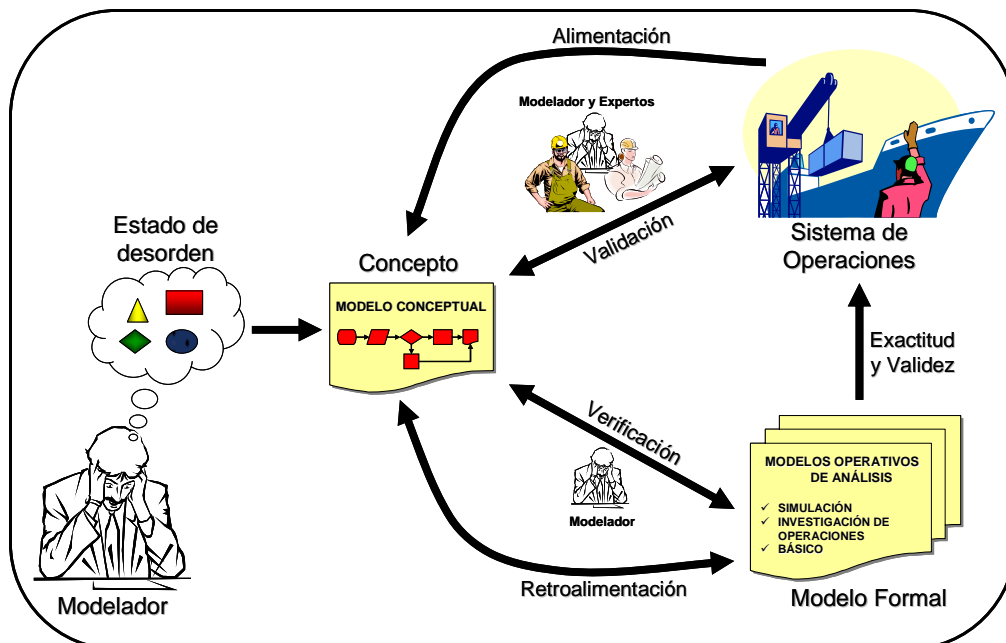 Alimentación
Modelador y Expertos
Validación
Sistema de
Operaciones
Estado de
desorden
Concepto
MODELO CONCEPTUAL
Exactitud
y Validez
Verificación
Modelador
MODELOS OPERATIVOS
DE ANÁLISIS
✓ SIMULACIÓN
✓ INVESTIGACIÓN DE
OPERACIONES
✓ BÁSICO
Retroalimentación
Modelo Formal
Modelador